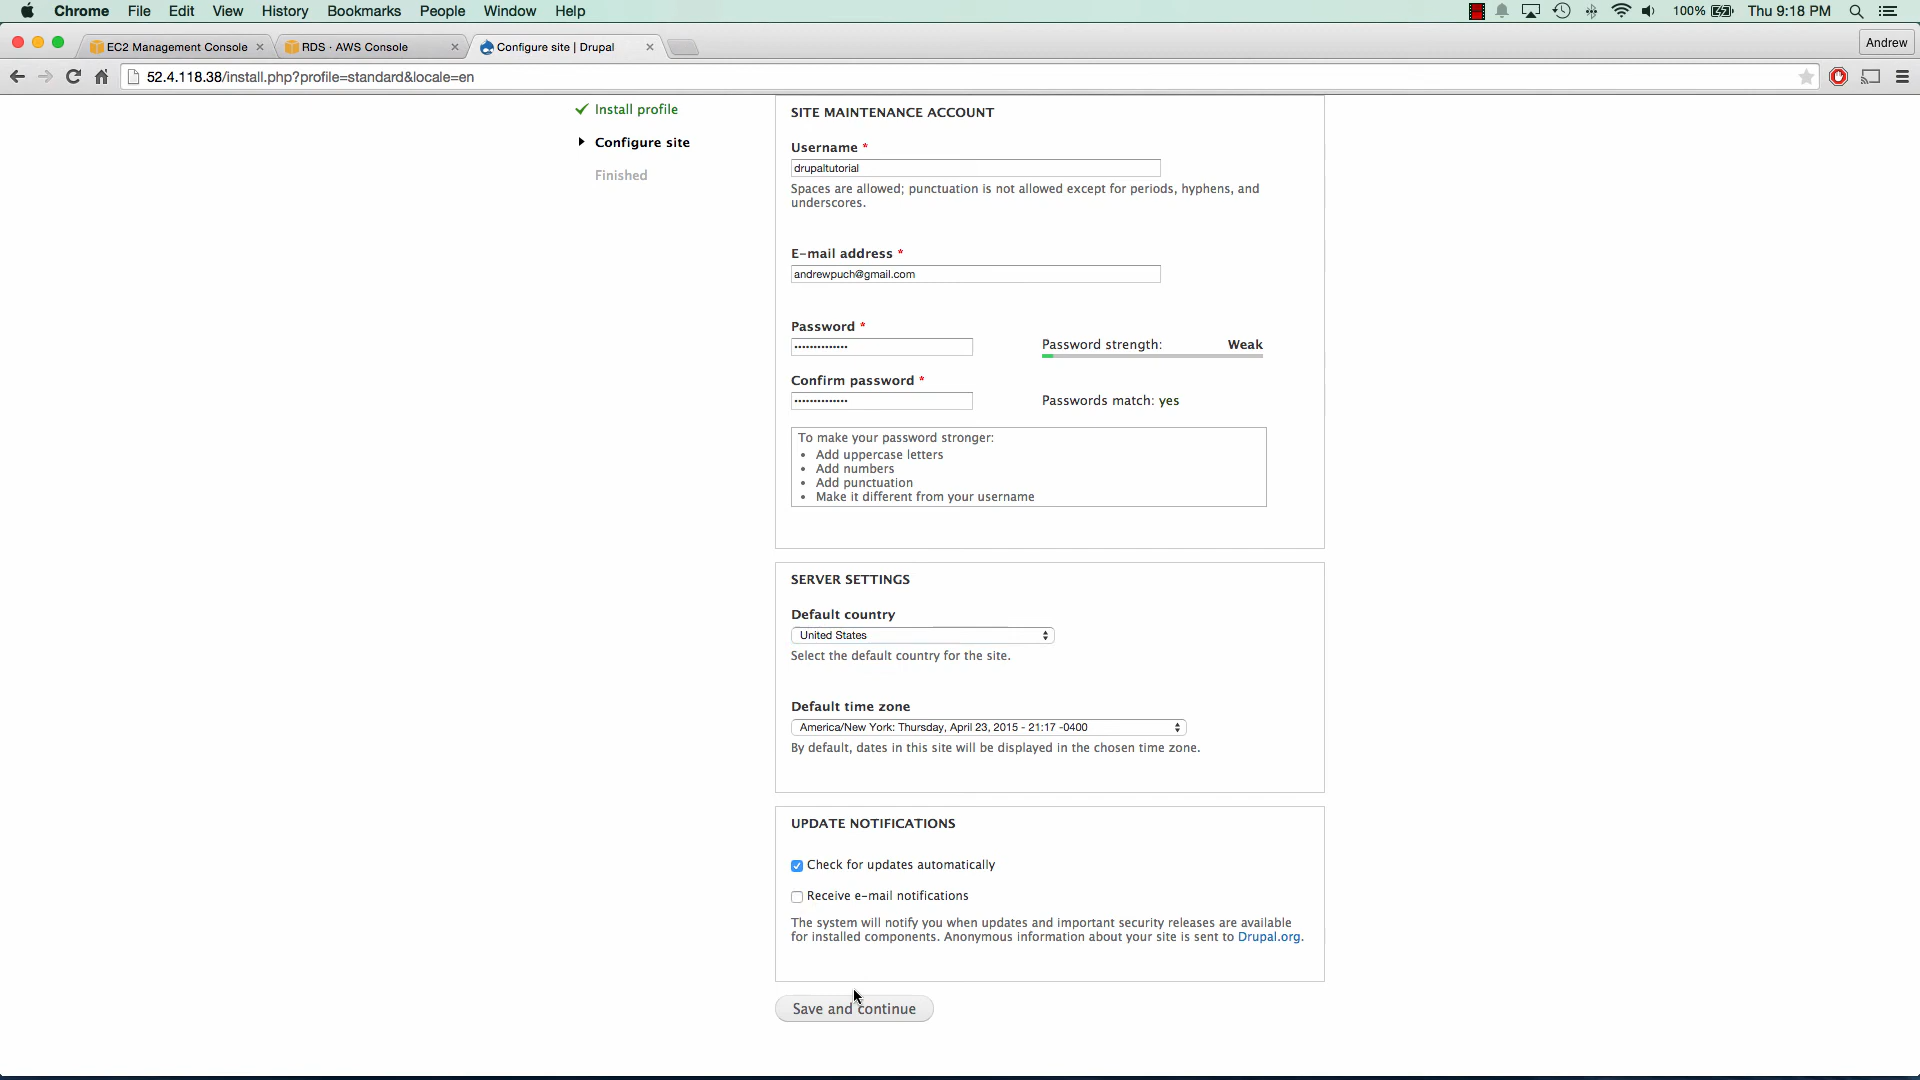 Chrome File Edit View History Bookmarks People Window Help 100% Thu 9:18 PM
EC2 Management Console RDS · AWS Console Configure site | Drupal Andrew
52.4.118.38/install.php?profile=standard&locale=en
Install profile
Configure site
Finished
SITE MAINTENANCE ACCOUNT
Username *
drupaltutorial
Spaces are allowed; punctuation is not allowed except for periods, hyphens, and
underscores.
E-mail address *
andrewpuch@gmail.com
Password *
••••••••••••••
Password strength: Weak
Confirm password *
••••••••••••••
Passwords match: yes
To make your password stronger:
• Add uppercase letters
• Add numbers
• Add punctuation
• Make it different from your username
SERVER SETTINGS
Default country
United States
Select the default country for the site.
Default time zone
America/New York: Thursday, April 23, 2015 - 21:17 -0400
By default, dates in this site will be displayed in the chosen time zone.
UPDATE NOTIFICATIONS
Check for updates automatically
Receive e-mail notifications
The system will notify you when updates and important security releases are available
for installed components. Anonymous information about your site is sent to Drupal.org.
Save and continue